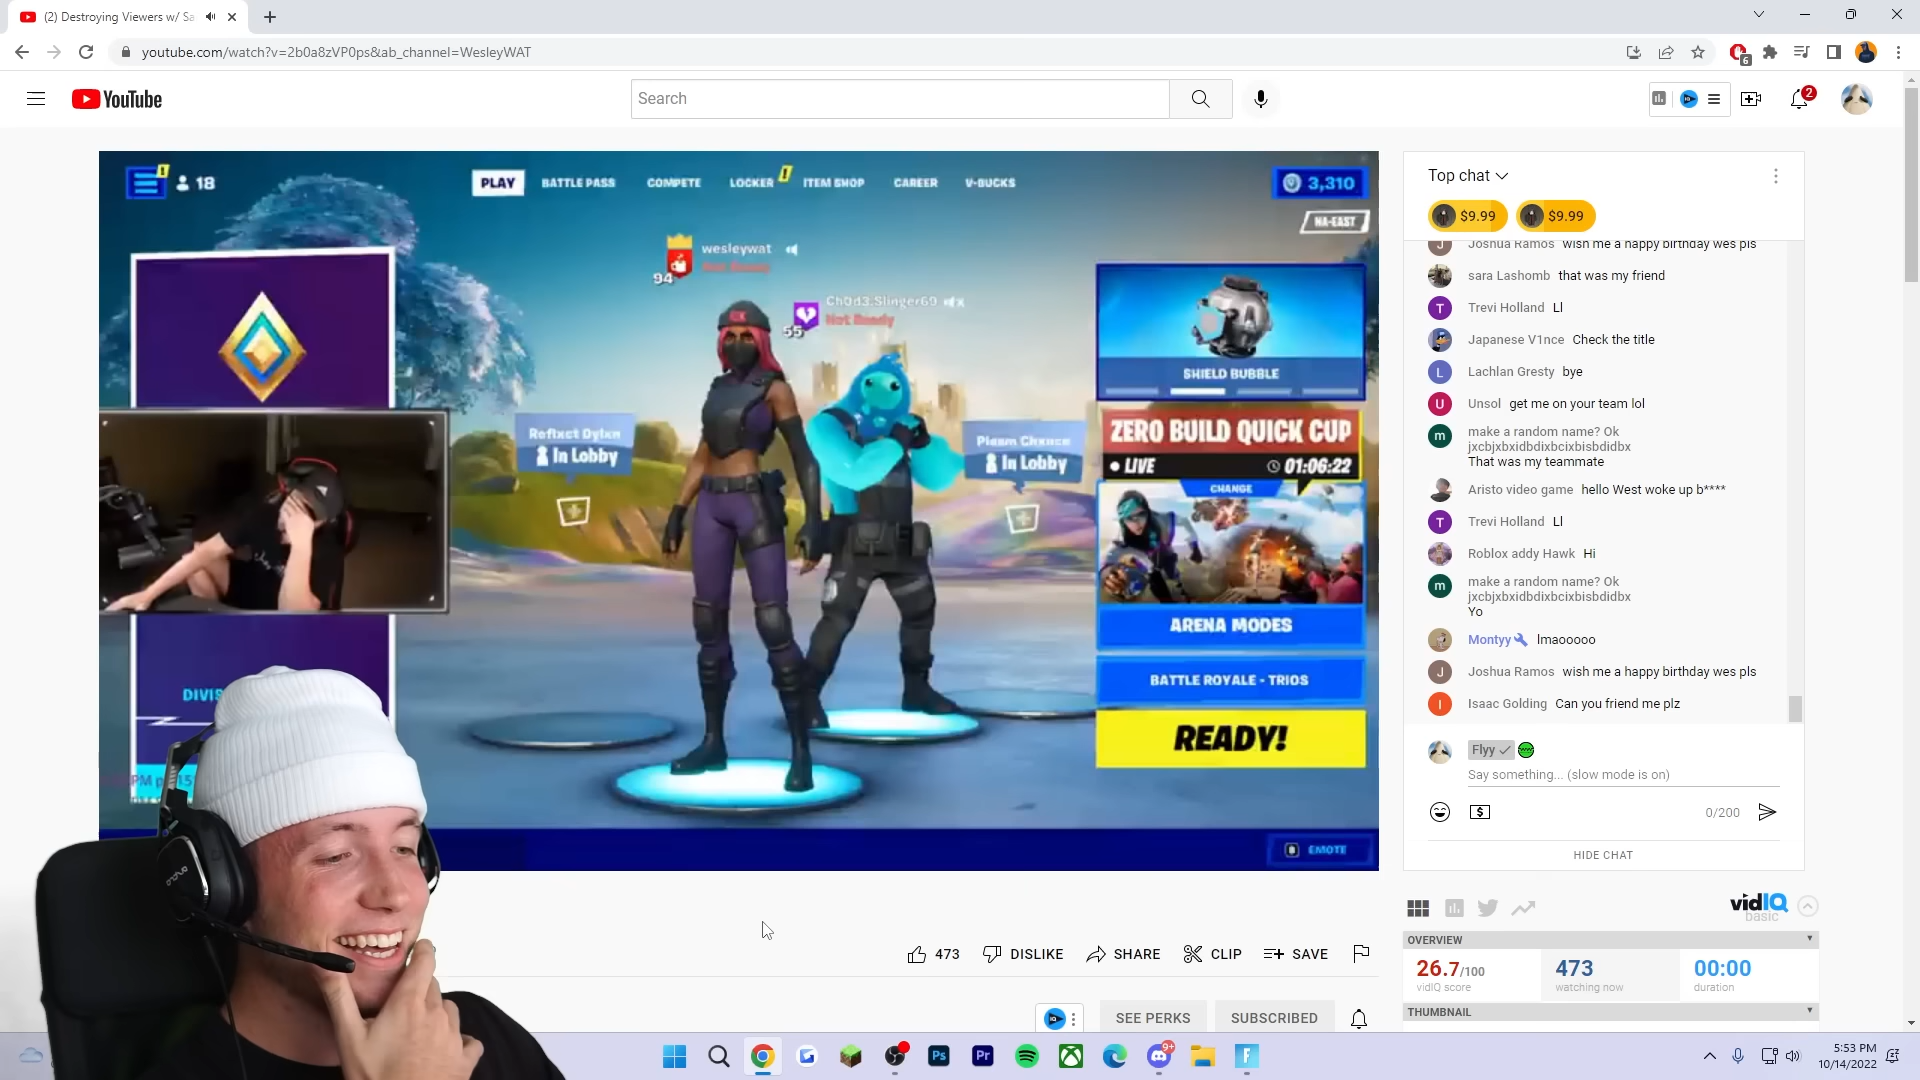 (2) Destroying Viewers w/ Sa
youtube.com/watch?v=2b0a8zVP0ps&ab_channel=WesleyWAT
6
YouTube
Search
2
18
PLAY
BATTLE PASS
COMPETE
LOCKER
ITEM SHOP
CAREER
V-BUCKS
3,310
NA-EAST
wesleywat
94
Not Ready
Ch0d3.Slinger69
55
Not Ready
Reflxct Dylxn
In Lobby
In Lobby
SHIELD BUBBLE
ZERO BUILD QUICK CUP
LIVE
01:06:22
CHANGE
ARENA MODES
BATTLE ROYALE - TRIOS
READY!
EMOTE
DIVIS
Top chat
$9.99
$9.99
J Joshua Ramos wish me a happy birthday wes pls
sara Lashomb that was my friend
T Trevi Holland Ll
Japanese V1nce Check the title
L Lachlan Gresty bye
U Unsol get me on your team lol
m make a random name? Ok
jxcbjxbxidbdixbcixbisbdidbx
That was my teammate
Aristo video game hello West woke up b****
T Trevi Holland Ll
Roblox addy Hawk Hi
m make a random name? Ok
jxcbjxbxidbdixbcixbisbdidbx
Yo
Montyy lmaooooo
J Joshua Ramos wish me a happy birthday wes pls
I Isaac Golding Can you friend me plz
Flyy
Say something... (slow mode is on)
0/200
HIDE CHAT
473
DISLIKE
SHARE
CLIP
SAVE
SEE PERKS
SUBSCRIBED
vidIQ
basic
OVERVIEW
26.7/100
vidIQ score
473
watching now
00:00
duration
THUMBNAIL
Ps
Pr
9+
F
5:53 PM
10/14/2022